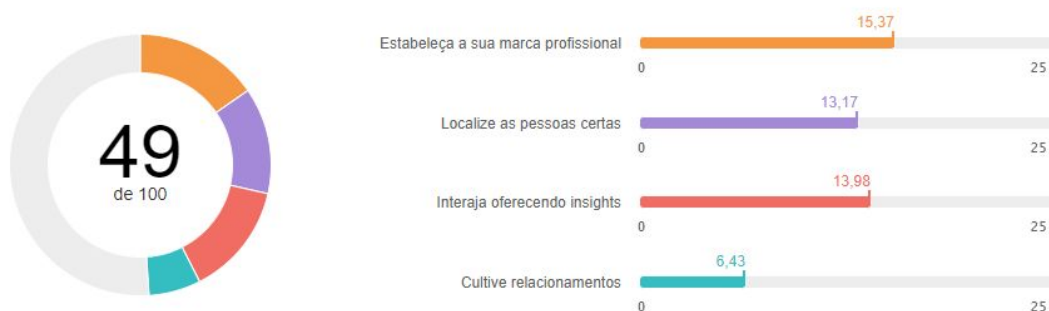 49
de 100
Estabeleça a sua marca profissional
15,37
0
25
Localize as pessoas certas
13,17
0
25
Interaja oferecendo insights
13,98
0
25
Cultive relacionamentos
6,43
0
25